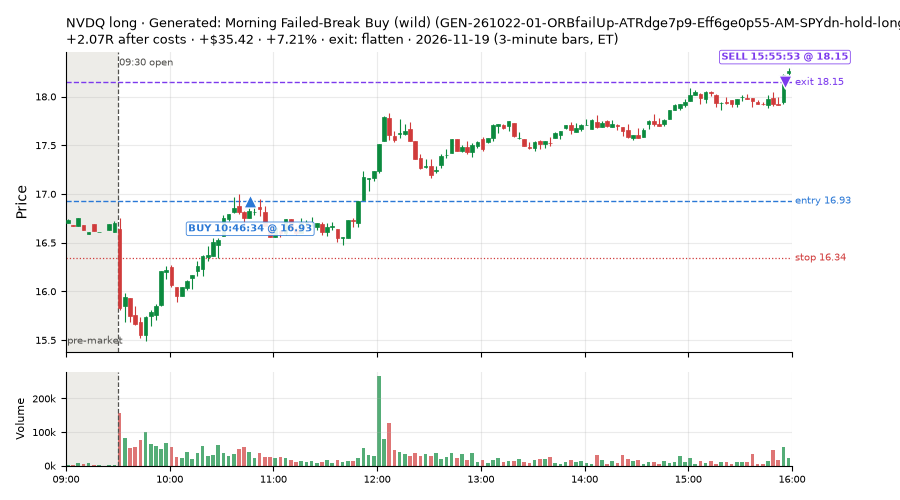 NVDQ long · Generated: Morning Failed-Break Buy (wild) (GEN-261022-01-ORBfailUp-ATRdge7p9-Eff6ge0p55-AM-SPYdn-hold-long
+2.07R after costs · +$35.42 · +7.21% · exit: flatten · 2026-11-19 (3-minute bars, ET)
SELL 15:55:53 @ 18.15
09:30 open
exit 18.15
18.0
17.5
17.0
entry 16.93
BUY 10:46:34 @ 16.93
16.5
stop 16.34
16.0
15.5
pre-market
Price
200k
100k
0k
Volume
09:00 10:00 11:00 12:00 13:00 14:00 15:00 16:00